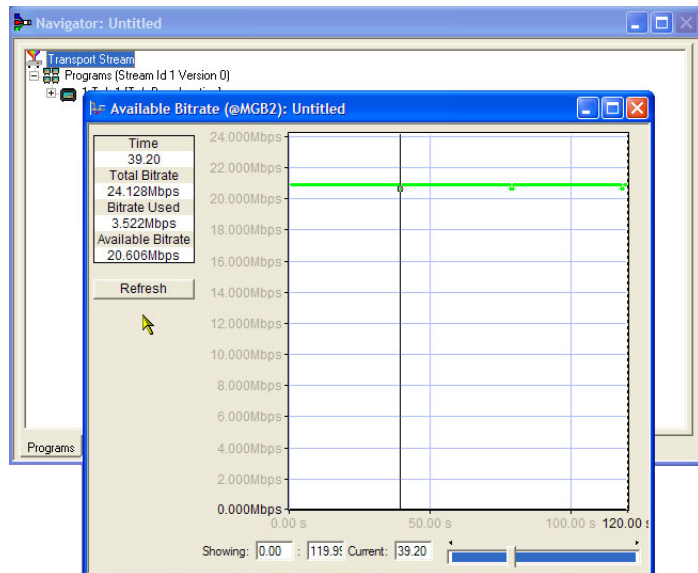 Navigator: Untitled
Transport Stream
Programs (Stream Id 1 Version 0)
Available Bitrate (@MGB2): Untitled
Time
39.20
Total Bitrate
24.128Mbps
Bitrate Used
3.522Mbps
Available Bitrate
20.606Mbps
Refresh
24.000Mbps
22.000Mbps
20.000Mbps
18.000Mbps
16.000Mbps
14.000Mbps
12.000Mbps
10.000Mbps
8.000Mbps
6.000Mbps
4.000Mbps
2.000Mbps
0.000Mbps
0.00 s 50.00 s 100.00 s 120.00 s
Programs
Showing: 0.00 : 119.99 Current: 39.20